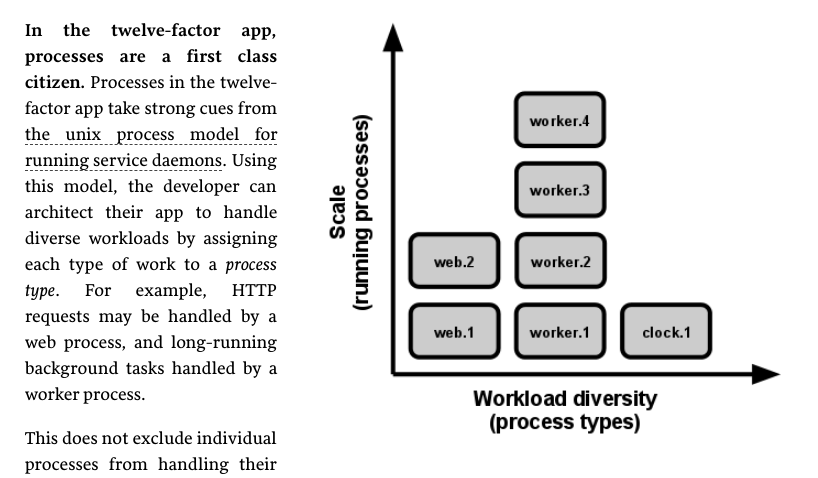 In the twelve-factor app,
processes are a first class
citizen. Processes in the twelve-
factor app take strong cues from
the unix process model for
running service daemons. Using
this model, the developer can
architect their app to handle
diverse workloads by assigning
each type of work to a process
type. For example, HTTP
requests may be handled by a
web process, and long-running
background tasks handled by a
worker process.
This does not exclude individual
processes from handling their
Scale
(running processes)
worker.4
worker.3
web.2
worker.2
web.1
worker.1
clock.1
Workload diversity
(process types)